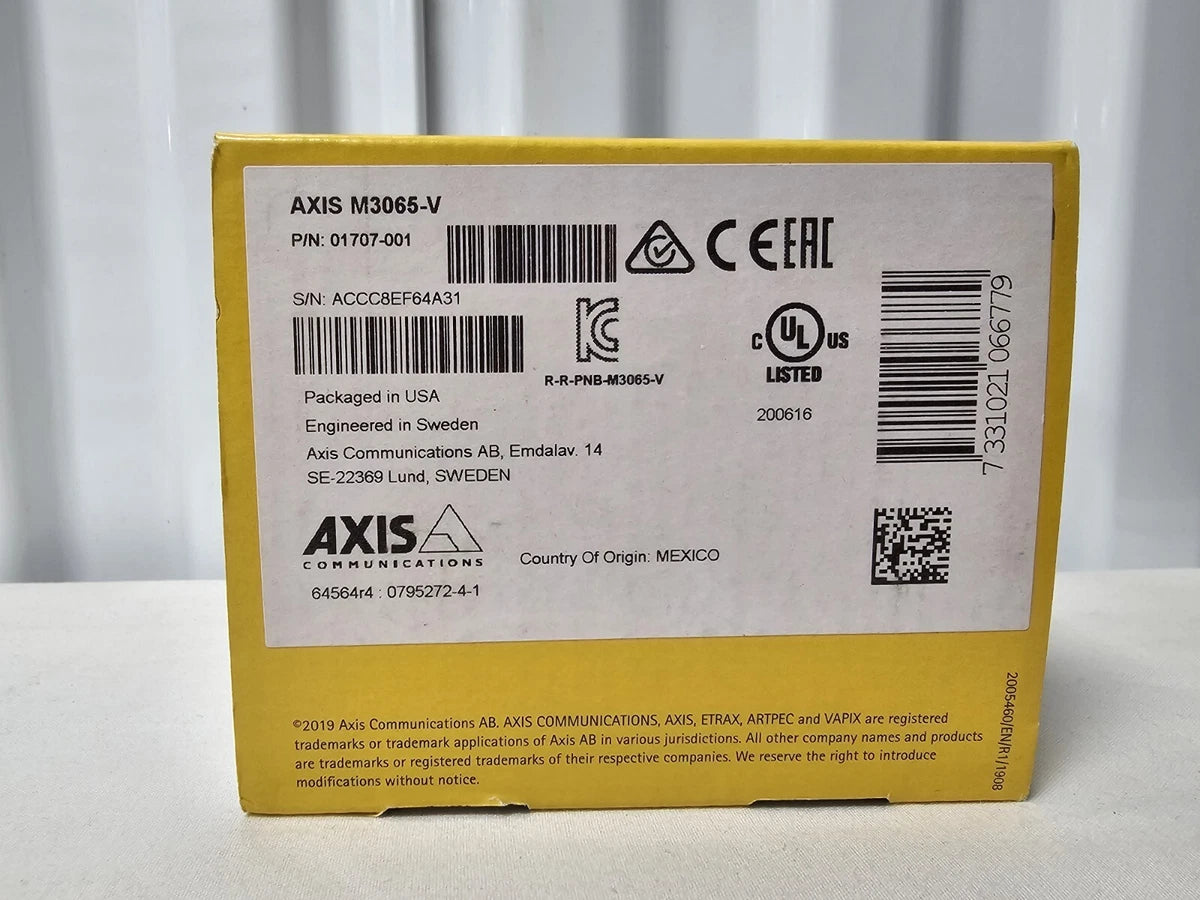 AXIS M3065-V
P/N: 01707-001
CE EAC
S/N: ACCC8EF64A31
KC
R-R-PNB-M3065-V
C UL US
LISTED
200616
7 331021 066779
Packaged in USA
Engineered in Sweden
Axis Communications AB, Emdalav. 14
SE-22369 Lund, SWEDEN
AXIS
COMMUNICATIONS
Country Of Origin: MEXICO
64564r4 : 0795272-4-1
©2019 Axis Communications AB. AXIS COMMUNICATIONS, AXIS, ETRAX, ARTPEC and VAPIX are registered
trademarks or trademark applications of Axis AB in various jurisdictions. All other company names and products
are trademarks or registered trademarks of their respective companies. We reserve the right to introduce
modifications without notice.
2005460/EN/R1/1908